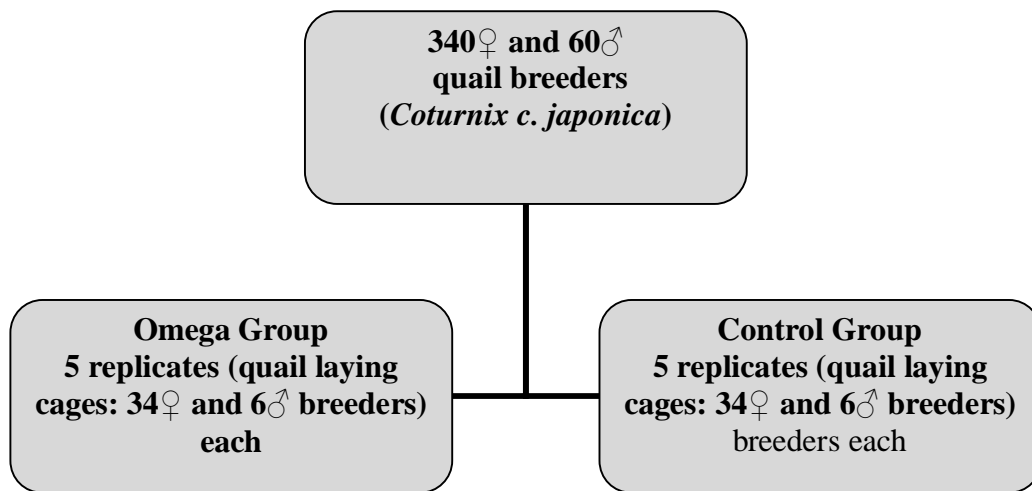 340♀ and 60♂
quail breeders
(Coturnix c. japonica)
Omega Group
5 replicates (quail laying
cages: 34♀ and 6♂ breeders)
each
Control Group
5 replicates (quail laying
cages: 34♀ and 6♂ breeders)
breeders each